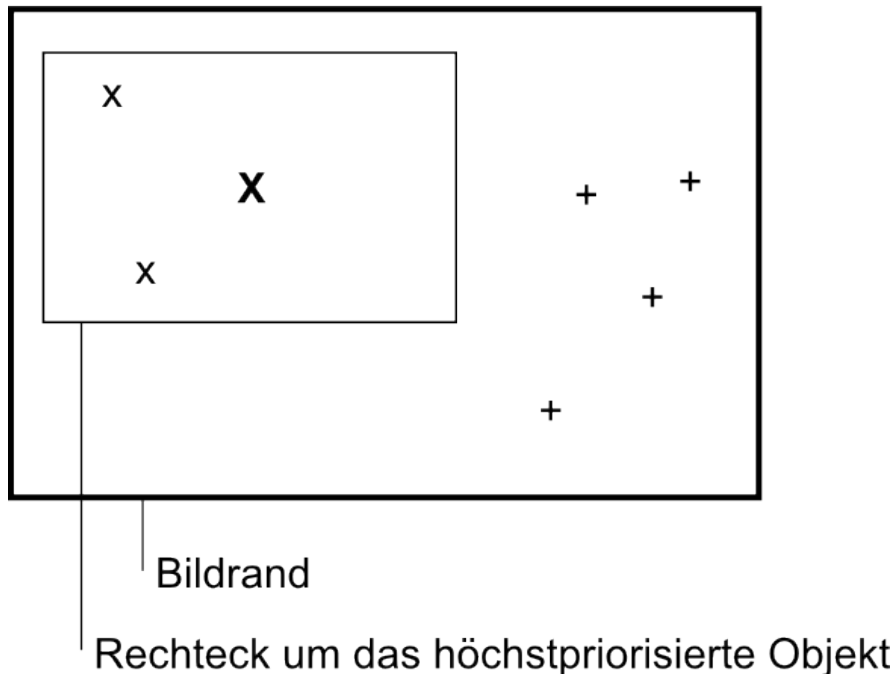 x
X
x
+
+
+
+
Bildrand
Rechteck um das höchstpriorisierte Objekt